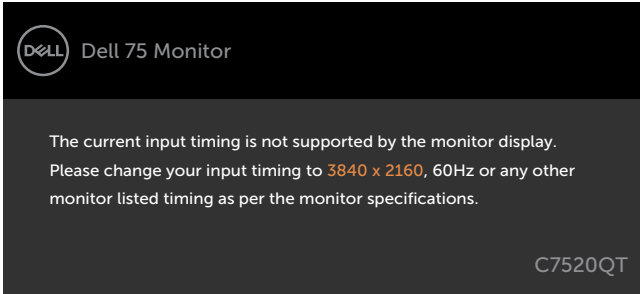 DELL
Dell 75 Monitor
The current input timing is not supported by the monitor display.
Please change your input timing to 3840 x 2160, 60Hz or any other
monitor listed timing as per the monitor specifications.
C7520QT